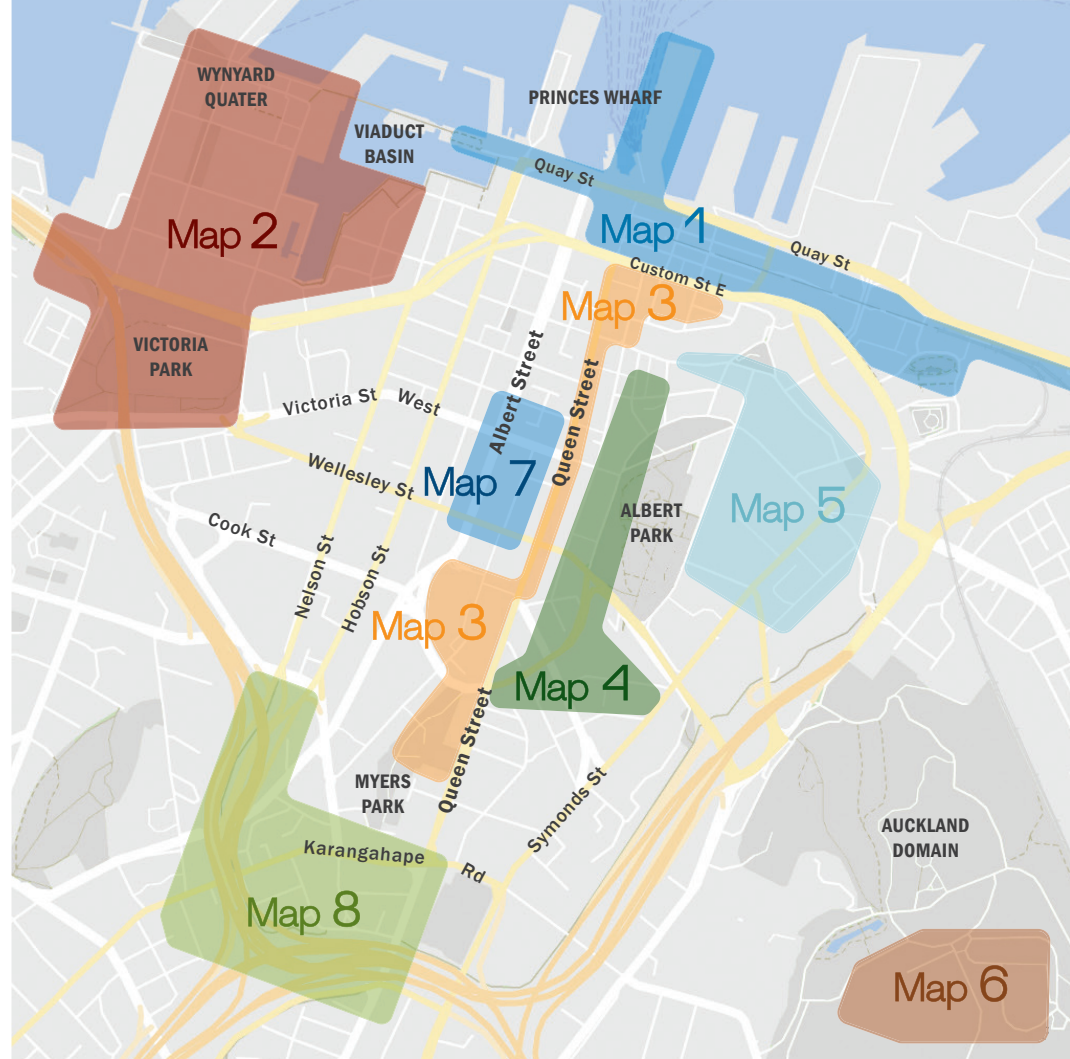 WYNYARD
QUATER
PRINCES WHARF
VIADUCT
BASIN
Quay St
Map 2
Map 1
Quay St
Custom St E
Map 3
VICTORIA
PARK
Albert Street
Queen Street
Victoria St West
Wellesley St
Map 7
Map 5
ALBERT
PARK
Cook St
Nelson St
Hobson St
Map 3
Map 4
Queen Street
MYERS
PARK
Symonds St
AUCKLAND
DOMAIN
Karangahape Rd
Map 8
Map 6